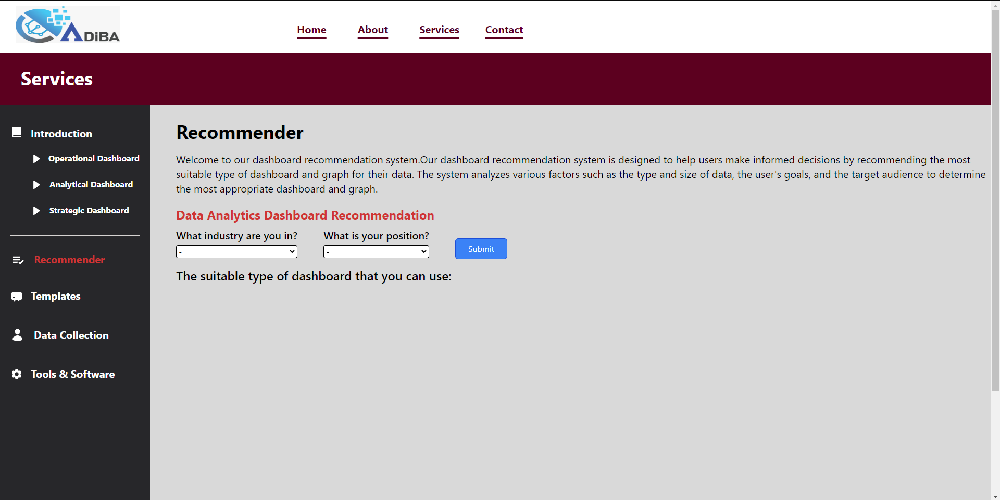 ADiBA
Home
About
Services
Contact
Services
Introduction
Operational Dashboard
Analytical Dashboard
Strategic Dashboard
Recommender
Templates
Data Collection
Tools & Software
Recommender
Welcome to our dashboard recommendation system.Our dashboard recommendation system is designed to help users make informed decisions by recommending the most
suitable type of dashboard and graph for their data. The system analyzes various factors such as the type and size of data, the user's goals, and the target audience to determine
the most appropriate dashboard and graph.
Data Analytics Dashboard Recommendation
What industry are you in?
-
What is your position?
-
Submit
The suitable type of dashboard that you can use: